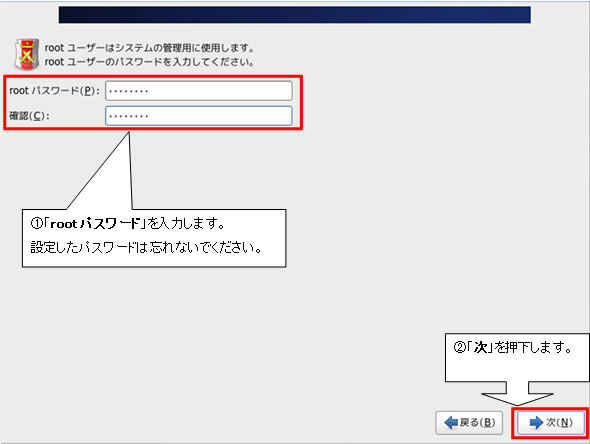 root ユーザーはシステムの管理用に使用します。
root ユーザーのパスワードを入力してください。
root パスワード(P): ••••••••
確認(C): ••••••••
①「rootパスワード」を入力します。
設定したパスワードは忘れないでください。
②「次」を押下します。
戻る(B) 次(N)